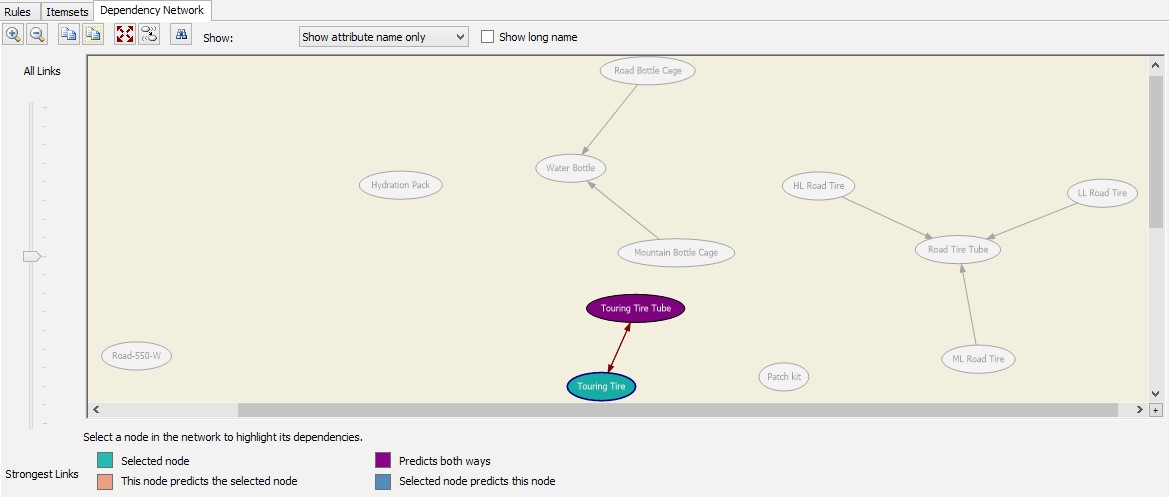 Rules Itemsets Dependency Network
Show: Show attribute name only Show long name
All Links
Road Bottle Cage
Water Bottle
Hydration Pack
HL Road Tire
LL Road Tire
Mountain Bottle Cage
Road Tire Tube
Touring Tire Tube
Road-550-W
ML Road Tire
Patch kit
Touring Tire
Select a node in the network to highlight its dependencies.
Selected node
Predicts both ways
Strongest Links
This node predicts the selected node
Selected node predicts this node